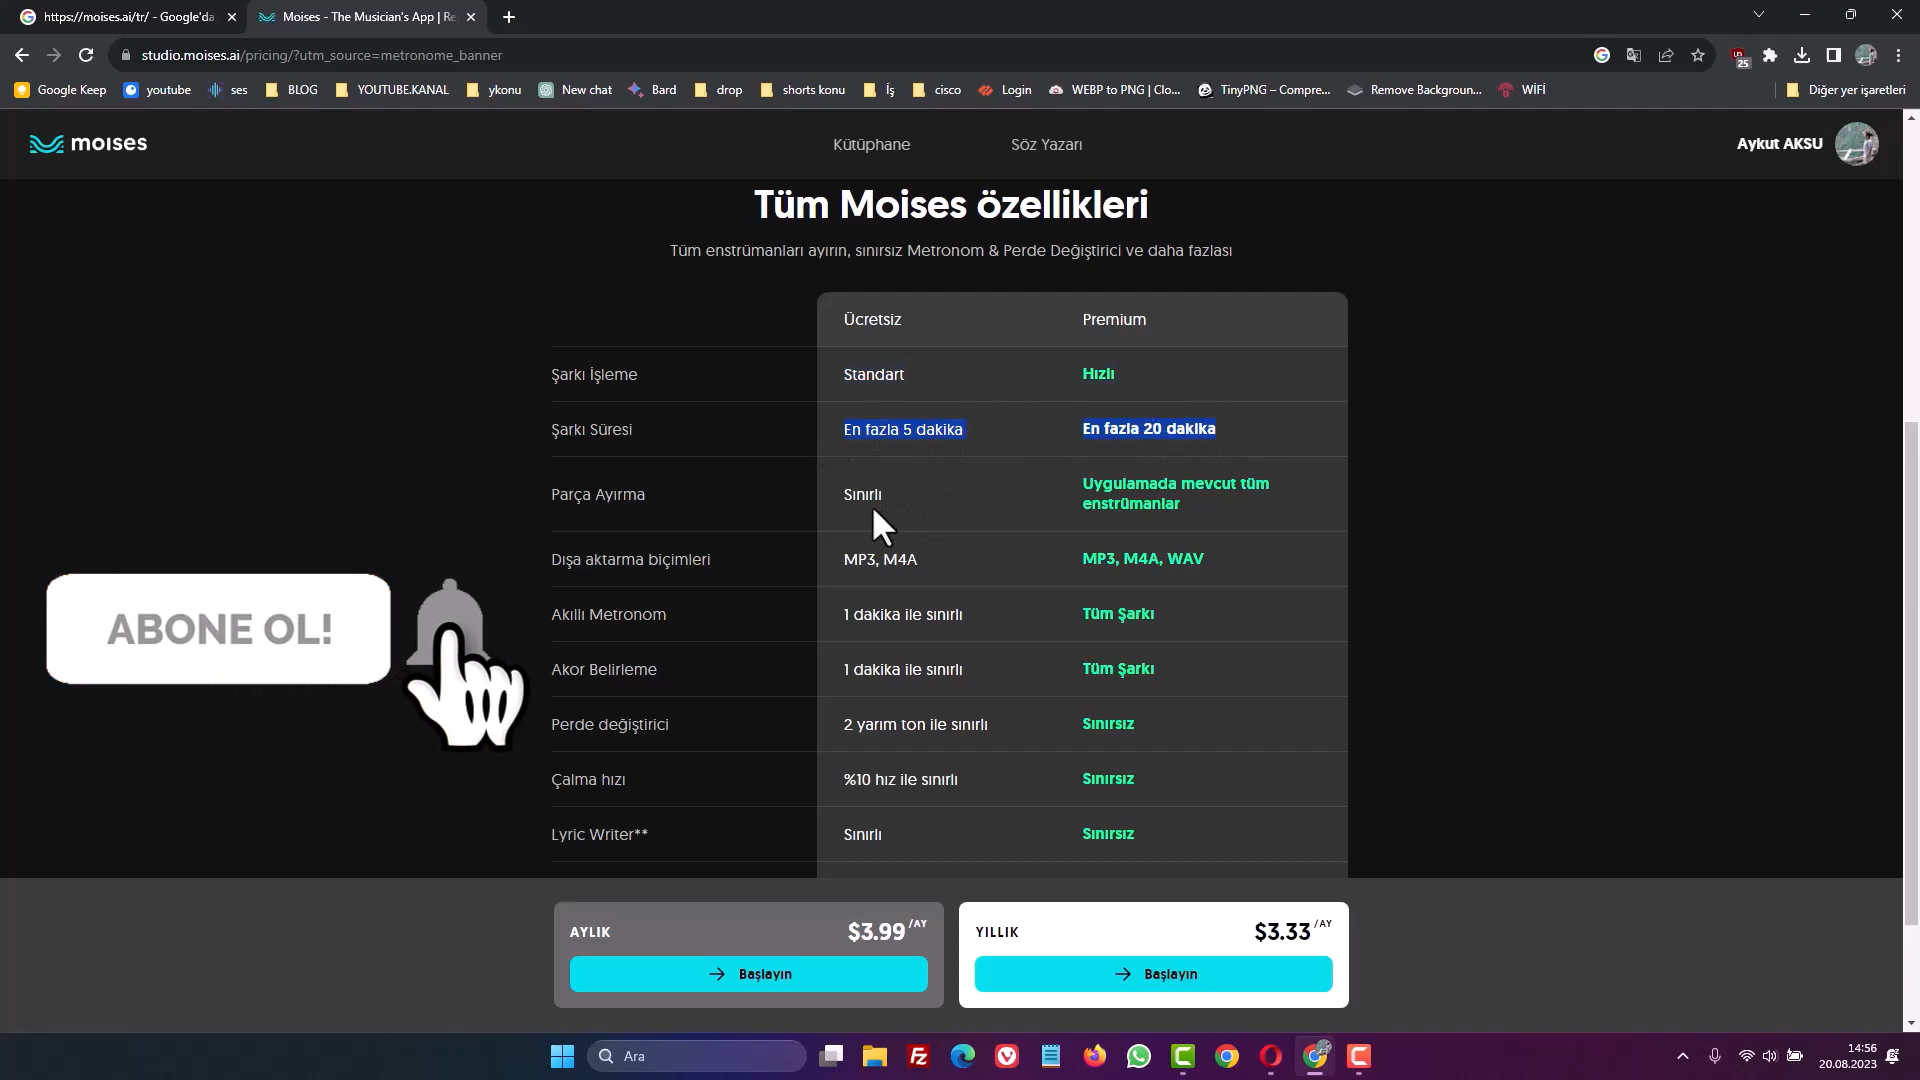 https://moises.ai/tr/ - Google'da
Moises - The Musician's App | Re
studio.moises.ai/pricing/?utm_source=metronome_banner
25
Google Keep
youtube
ses
BLOG
YOUTUBE.KANAL
ykonu
New chat
Bard
drop
shorts konu
İş
cisco
Login
WEBP to PNG | Clo...
TinyPNG – Compre...
Remove Backgroun...
WİFİ
Diğer yer işaretleri
moises
Kütüphane
Söz Yazarı
Aykut AKSU
Tüm Moises özellikleri
Tüm enstrümanları ayırın, sınırsız Metronom & Perde Değiştirici ve daha fazlası
Ücretsiz Premium
Şarkı İşleme Standart Hızlı
Şarkı Süresi En fazla 5 dakika En fazla 20 dakika
Parça Ayırma Sınırlı Uygulamada mevcut tüm
enstrümanlar
Dışa aktarma biçimleri MP3, M4A MP3, M4A, WAV
Akıllı Metronom 1 dakika ile sınırlı Tüm Şarkı
Akor Belirleme 1 dakika ile sınırlı Tüm Şarkı
Perde değiştirici 2 yarım ton ile sınırlı Sınırsız
Çalma hızı %10 hız ile sınırlı Sınırsız
Lyric Writer** Sınırlı Sınırsız
ABONE OL!
AYLIK $3.99 /AY
Başlayın
YILLIK $3.33 /AY
Başlayın
Ara
14:56
20.08.2023